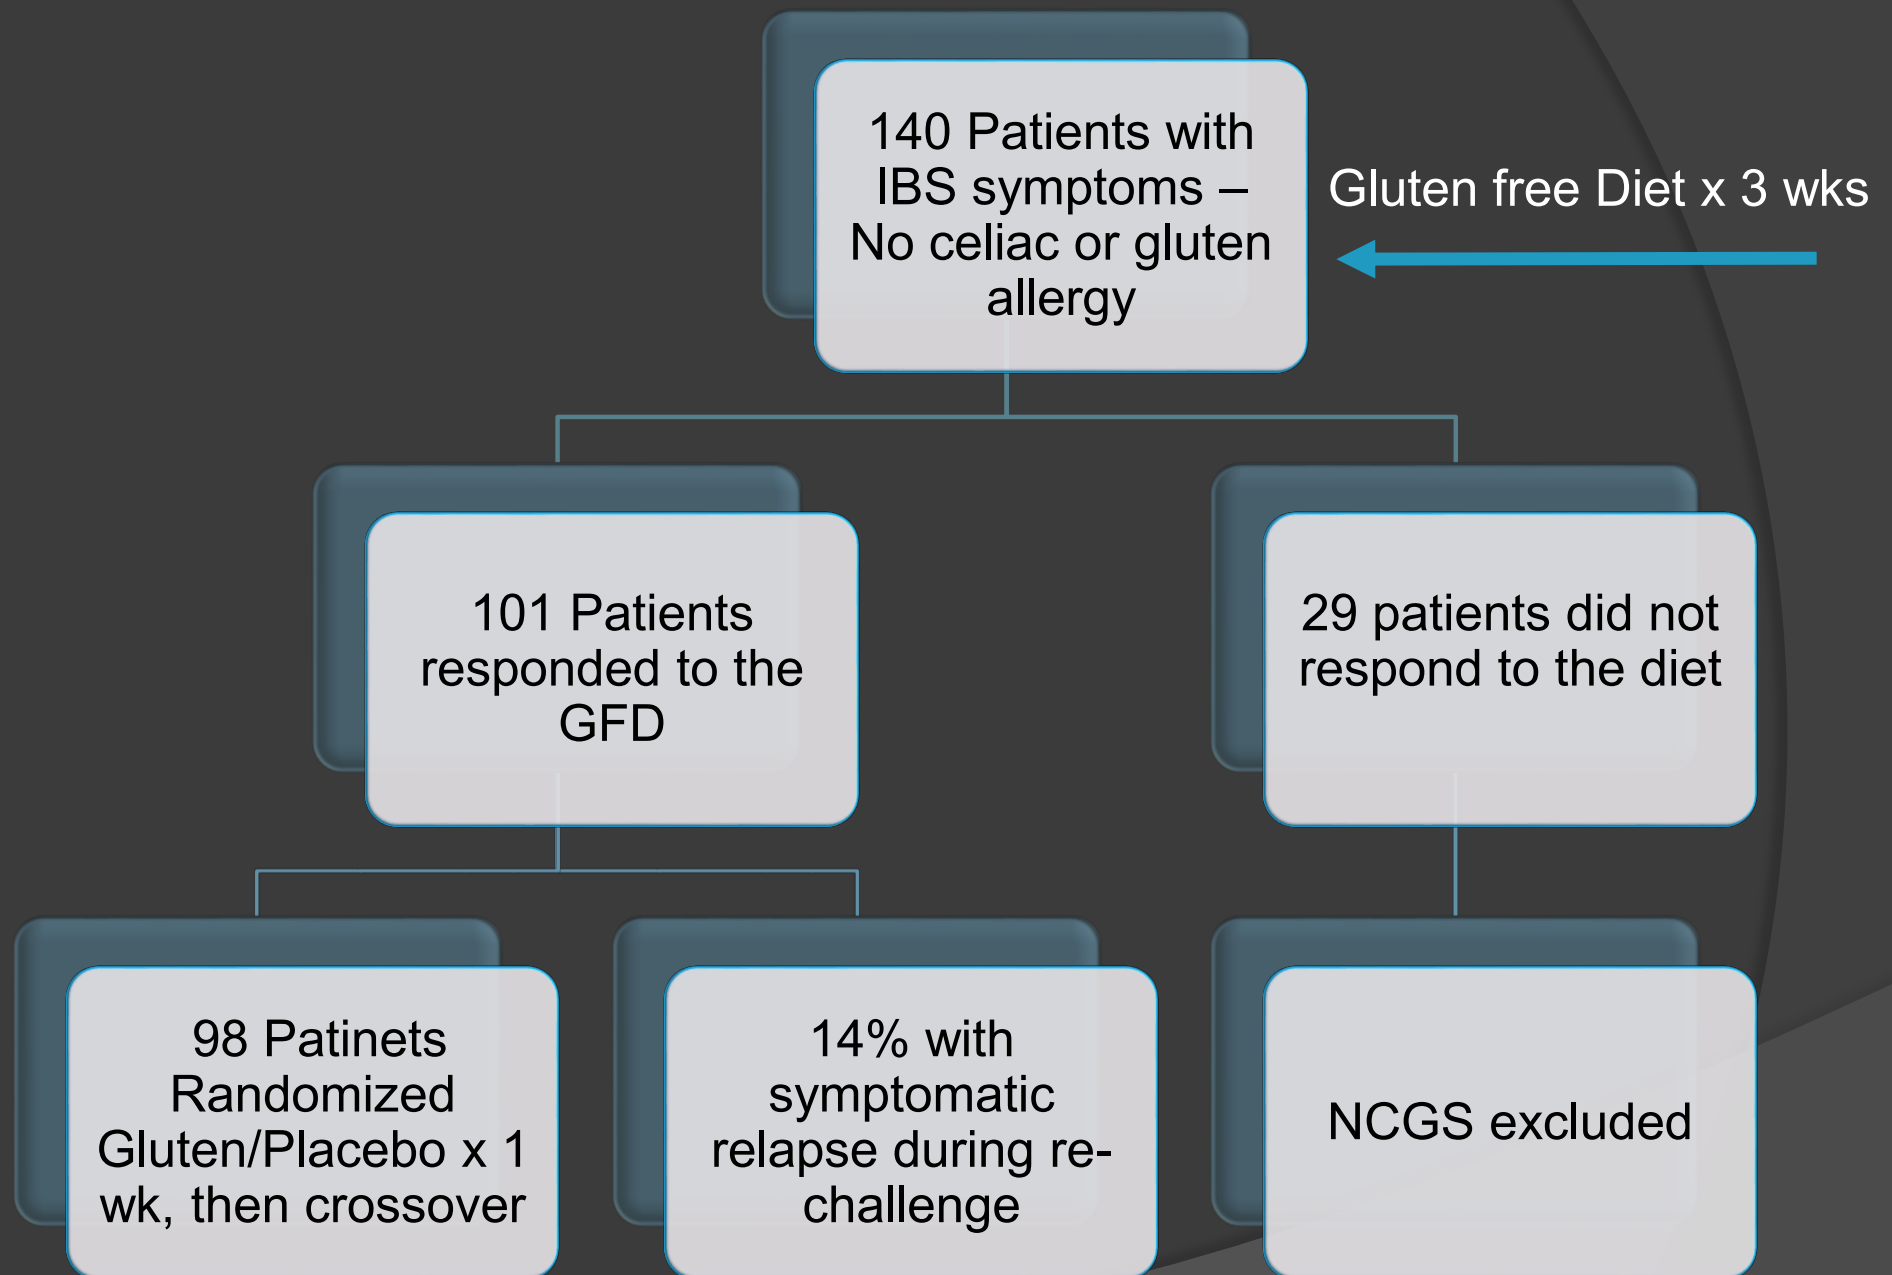 140 Patients with
IBS symptoms –
No celiac or gluten
allergy
Gluten free Diet x 3 wks
101 Patients
responded to the
GFD
29 patients did not
respond to the diet
98 Patinets
Randomized
Gluten/Placebo x 1
wk, then crossover
14% with
symptomatic
relapse during re-
challenge
NCGS excluded